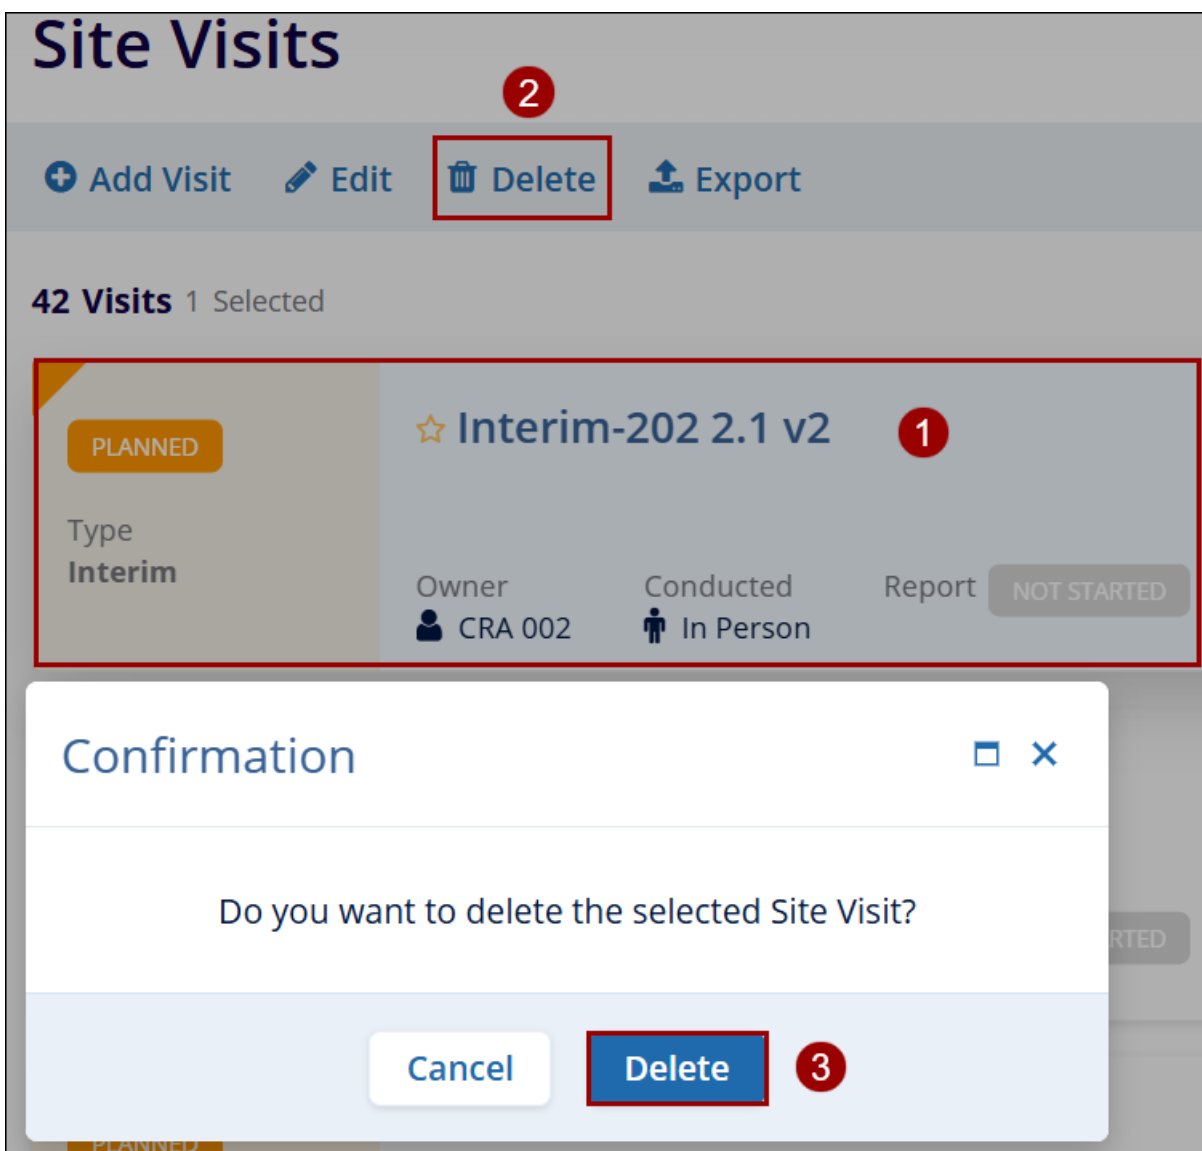 Site Visits
2
Add Visit Edit Delete Export
42 Visits 1 Selected
PLANNED
Interim-202 2.1 v2
1
Type
Interim
Owner Conducted Report NOT STARTED
CRA 002 In Person
Confirmation
Do you want to delete the selected Site Visit?
RTED
Cancel Delete 3
PLANNED